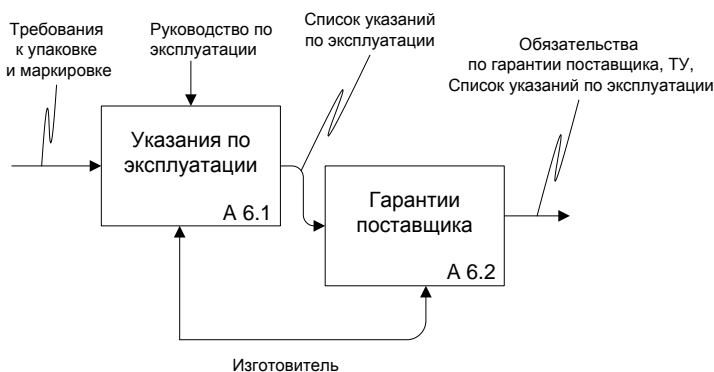 Требования
к упаковке
и маркировке
Руководство по
эксплуатации
Список указаний
по эксплуатации
Обязательства
по гарантии поставщика, ТУ,
Список указаний по эксплуатации
Указания по
эксплуатации
А 6.1
Гарантии
поставщика
А 6.2
Изготовитель